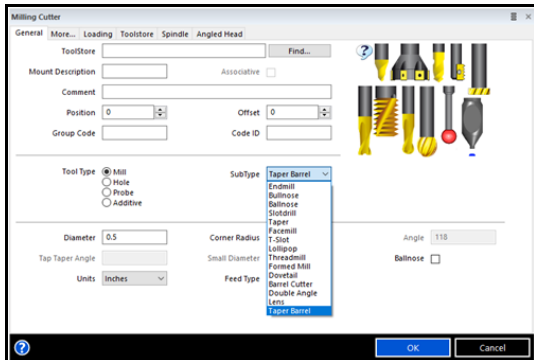 Milling Cutter
General More... Loading Toolstore Spindle Angled Head
ToolStore Find...
Mount Description Associative
Comment
Position 0 Offset 0
Group Code Code ID
Tool Type Mill SubType Taper Barrel
Hole
Probe
Additive
Endmill
Bullnose
Ballnose
Slotdrill
Taper
Facemill
T-Slot
Lollipop
Threadmill
Formed Mill
Dovetail
Barrel Cutter
Double Angle
Lens
Taper Barrel
Diameter 0.5 Corner Radius Angle 118
Tap Taper Angle Small Diameter Ballnose
Units Inches Feed Type
OK Cancel